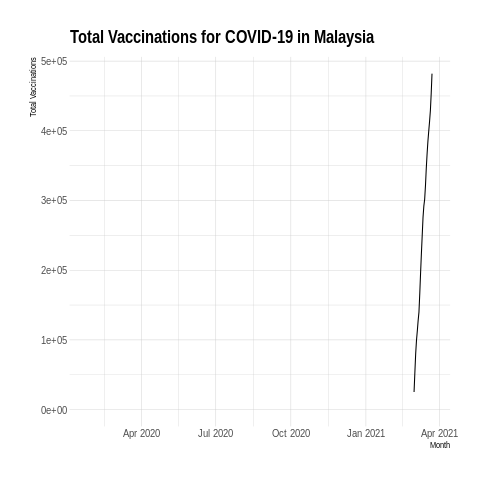 Total Vaccinations for COVID-19 in Malaysia
Total Vaccinations
5e+05
4e+05
3e+05
2e+05
1e+05
0e+00
Apr 2020 Jul 2020 Oct 2020 Jan 2021 Apr 2021
Month